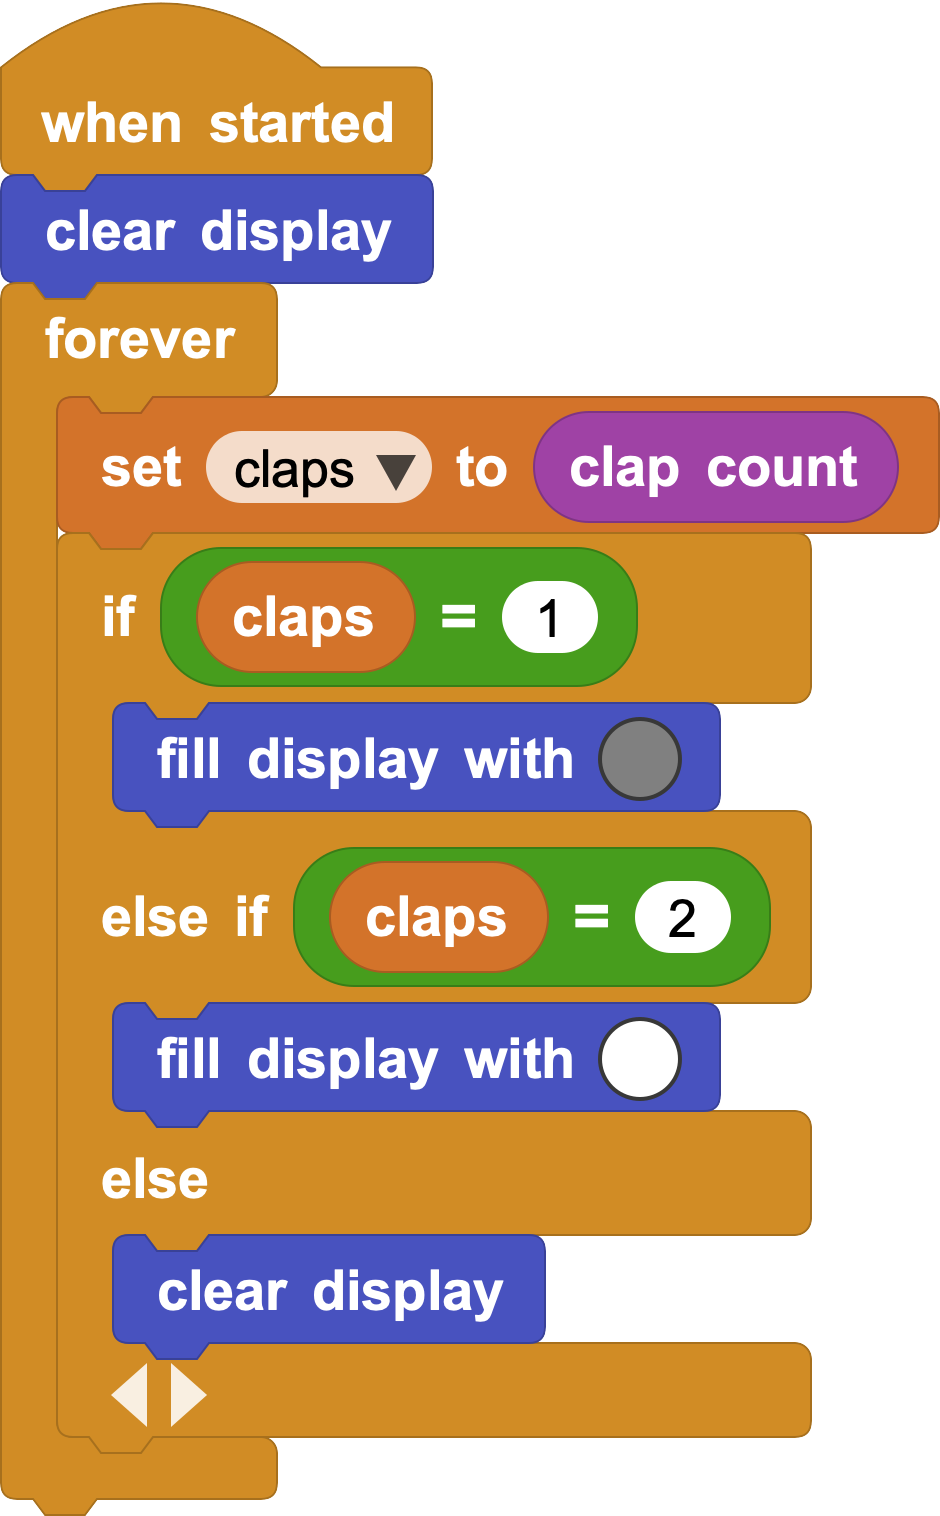 when started
clear display
forever
set claps to clap count
if claps = 1
fill display with
else if claps = 2
fill display with
else
clear display